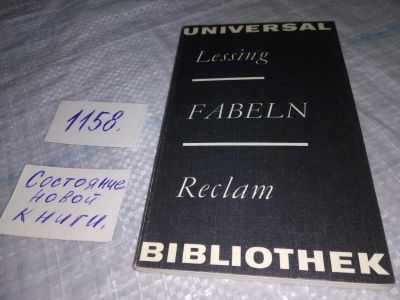 UNIVERSAL
Lessing
FABELN
Reclam
BIBLIOTHEK
1158.
Состояние
новой
книги.